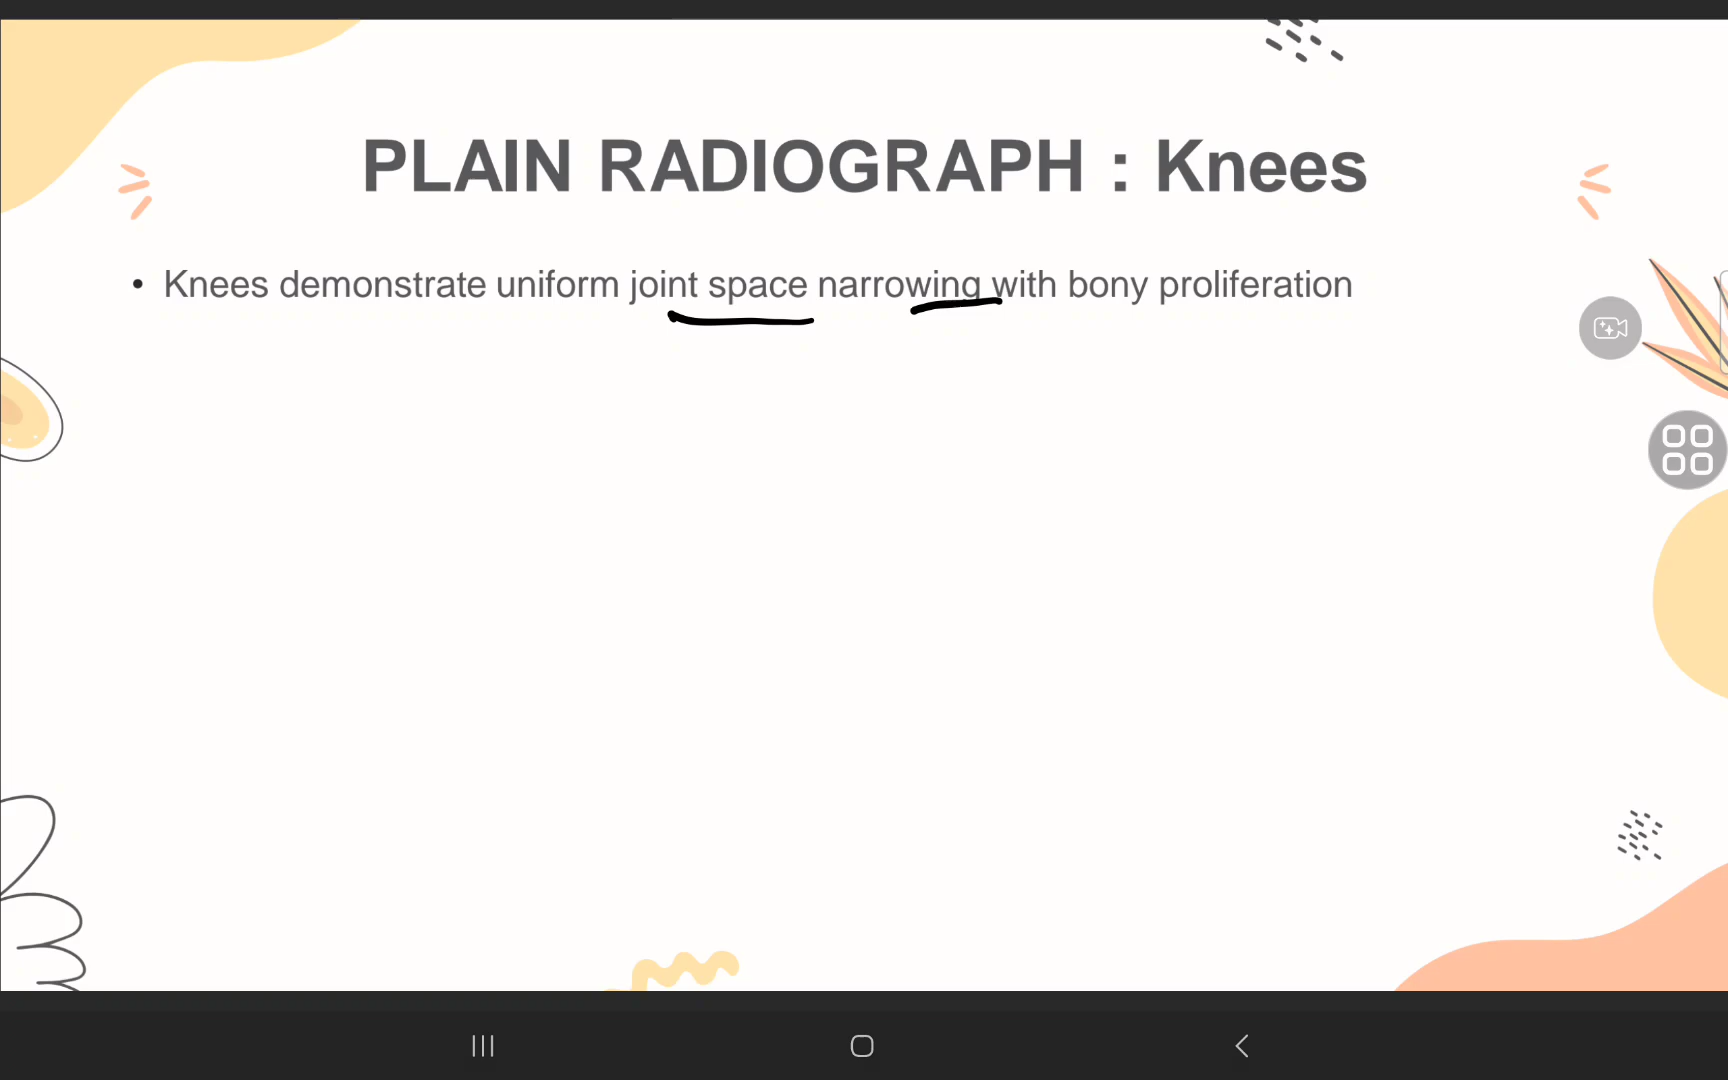 PLAIN RADIOGRAPH : Knees
• Knees demonstrate uniform joint space narrowing with bony proliferation